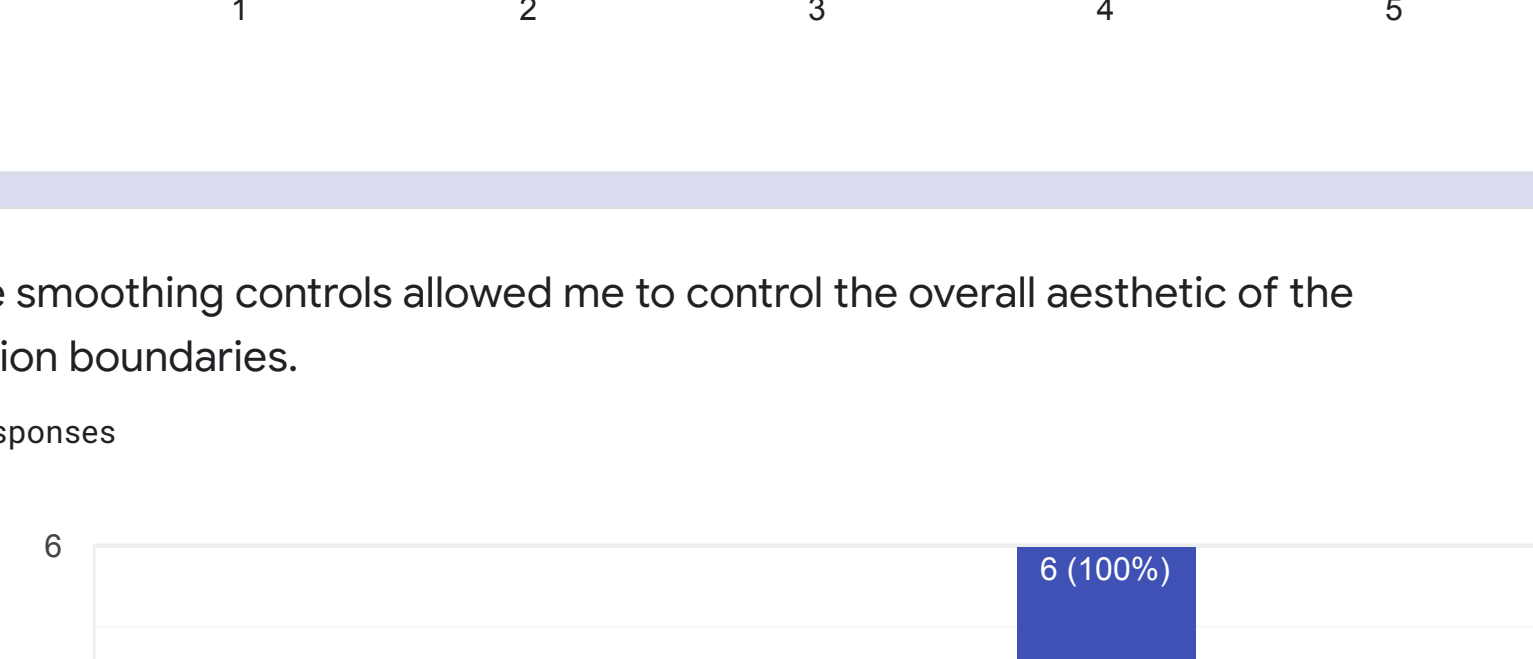 1 2 3 4 5
smoothing controls allowed me to control the overall aesthetic of the
ion boundaries.
sponses
6
6 (100%)